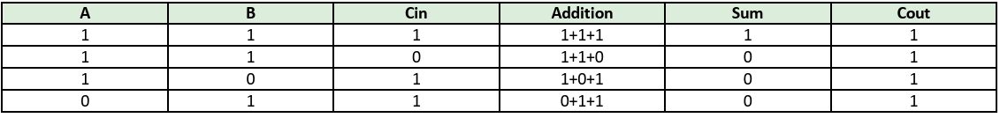 A B Cin Addition Sum Cout
1 1 1 1+1+1 1 1
1 1 0 1+1+0 0 1
1 0 1 1+0+1 0 1
0 1 1 0+1+1 0 1